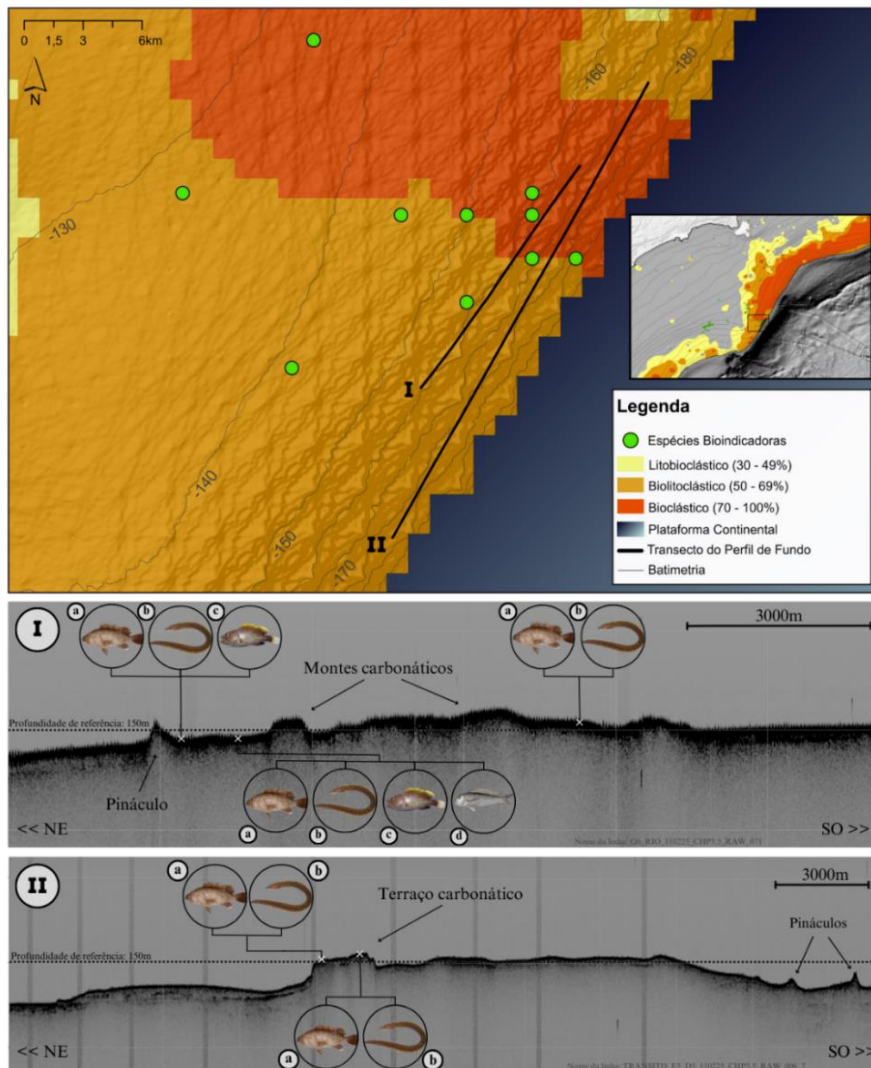 0 1,5 3 6km
N
-130
-140
-150
-160
-170
-180
I
II
Legenda
Espécies Bioindicadoras
Litobioclástico (30 - 49%)
Biolitoclástico (50 - 69%)
Bioclástico (70 - 100%)
Plataforma Continental
Transecto do Perfil de Fundo
Batimetria
I
a b c
a b
3000m
Montes carbonáticos
Profundidade de referência: 150m
Pináculo
a b c d
<< NE
SO >>
II
a b
Terraço carbonático
3000m
Pináculos
Profundidade de referência: 150m
a b
<< NE
SO >>